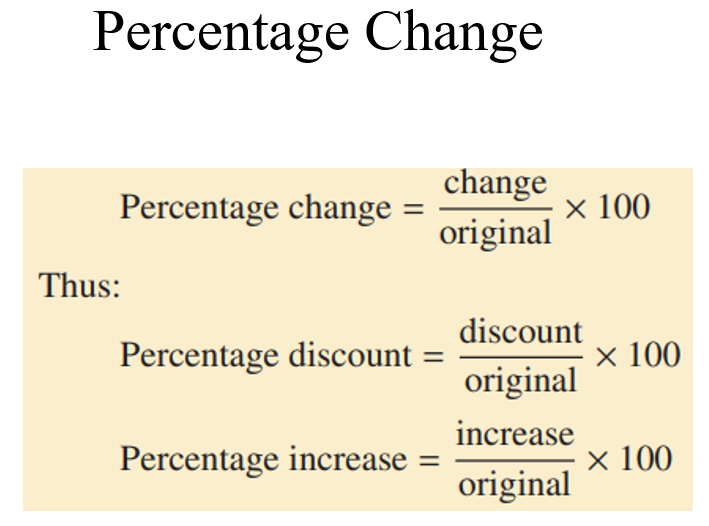 Percentage Change
Percentage change = change/original × 100
Thus:
Percentage discount = discount/original × 100
Percentage increase = increase/original × 100